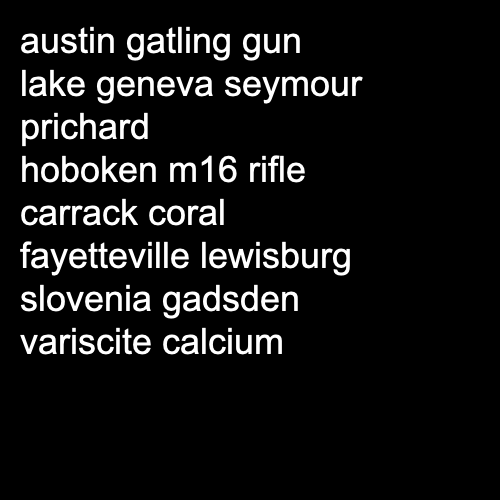 austin gatling gun
lake geneva seymour
prichard
hoboken m16 rifle
carrack coral
fayetteville lewisburg
slovenia gadsden
variscite calcium